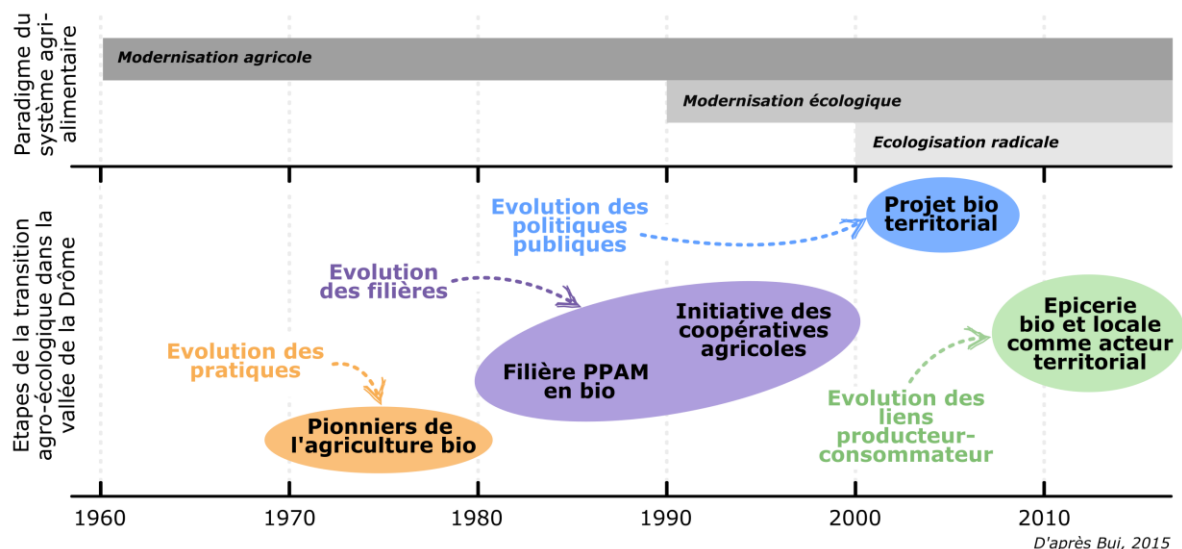 Paradigme du
système agri-
alimentaire
Modernisation agricole
Modernisation écologique
Ecologisation radicale
Etapes de la transition
agro-écologique dans la
vallée de la Drôme
Evolution des
politiques
publiques
Projet bio
territorial
Evolution
des filières
Initiative des
coopératives
agricoles
Filière PPAM
en bio
Epicerie
bio et locale
comme acteur
territorial
Evolution des
pratiques
Pionniers de
l'agriculture bio
Evolution des
liens
producteur-
consommateur
1960
1970
1980
1990
2000
2010
D'après Bui, 2015